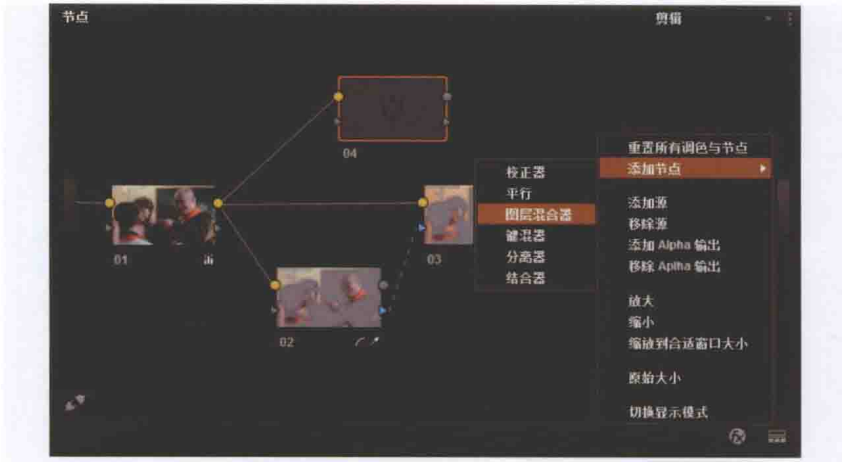 节点
剪辑
04
01
03
02
校正器
平行
图层混合器
键混器
分离器
结合器
重置所有调色与节点
添加节点
添加源
移除源
添加 Alpha 输出
移除 Aplha 输出
放大
缩小
缩放到合适窗口大小
原始大小
切换显示模式